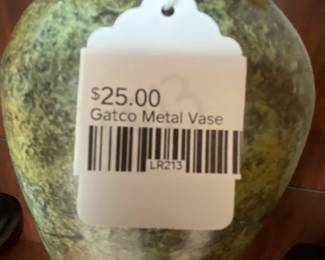 $25.00
Gatco Metal Vase
LR213